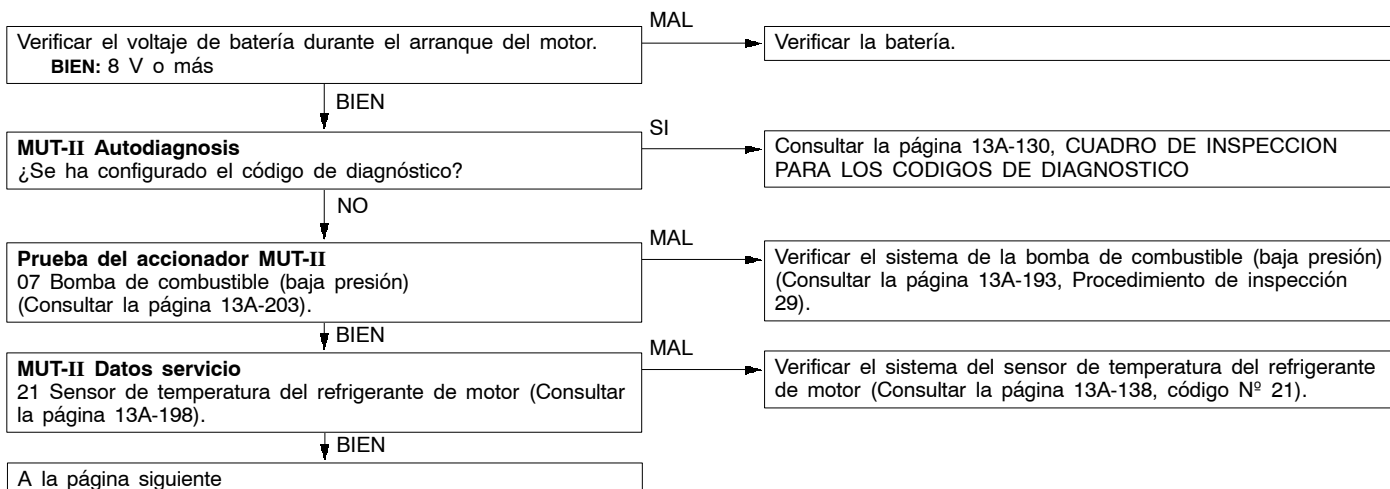 MAL
Verificar el voltaje de batería durante el arranque del motor.
BIEN: 8 V o más
Verificar la batería.
BIEN
SI
MUT-II Autodiagnosis
¿Se ha configurado el código de diagnóstico?
Consultar la página 13A-130, CUADRO DE INSPECCION
PARA LOS CODIGOS DE DIAGNOSTICO
NO
MAL
Prueba del accionador MUT-II
07 Bomba de combustible (baja presión)
(Consultar la página 13A-203).
Verificar el sistema de la bomba de combustible (baja presión)
(Consultar la página 13A-193, Procedimiento de inspección
29).
BIEN
MAL
MUT-II Datos servicio
21 Sensor de temperatura del refrigerante de motor (Consultar
la página 13A-198).
Verificar el sistema del sensor de temperatura del refrigerante
de motor (Consultar la página 13A-138, código Nº 21).
BIEN
A la página siguiente